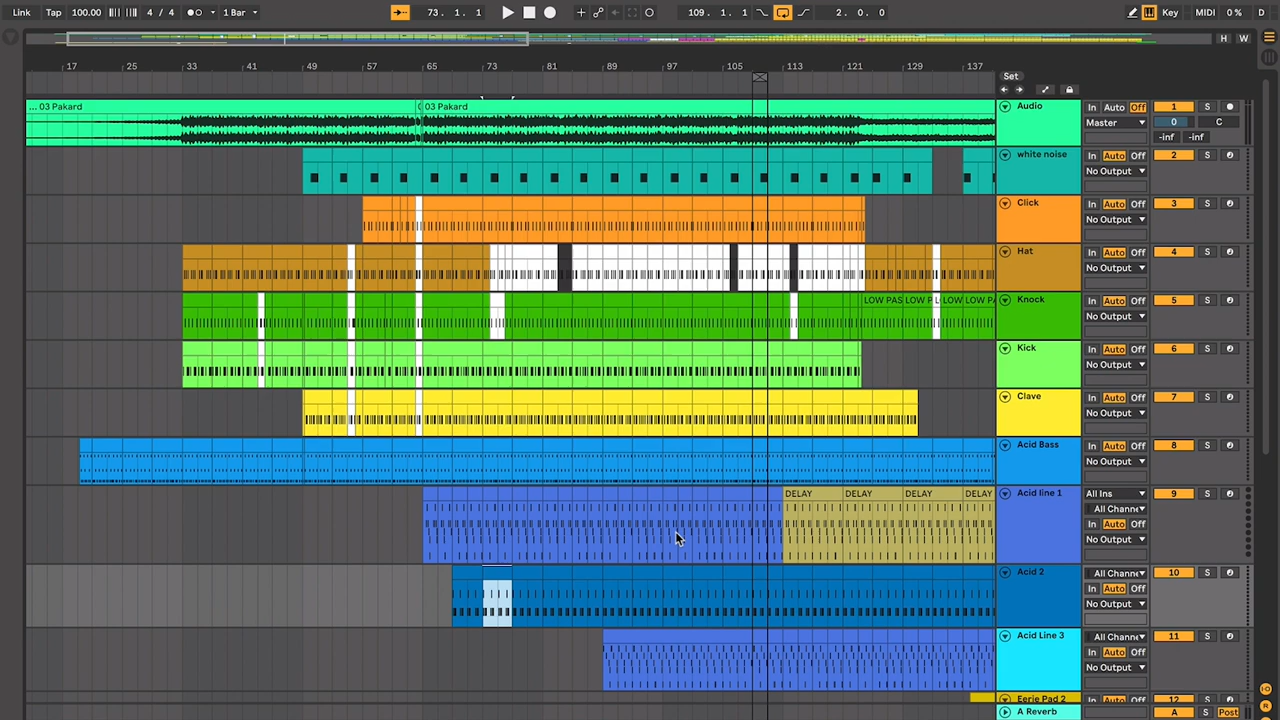 Link Tap 100.00 4 / 4 1 Bar 73. 1. 1 109. 1. 1 2. 0. 0 Key MIDI 0 % D
H W
17 25 33 41 49 57 65 73 81 89 97 105 113 121 129 137
Set
... 03 Pakard 03 Pakard Audio In Auto Off 1 S
Master 0 C
-inf -inf
white noise In Auto Off 2 S
No Output
Click In Auto Off 3 S
No Output
Hat In Auto Off 4 S
No Output
LOW PAS LOW P LOW LOW PA Knock In Auto Off 5 S
No Output
Kick In Auto Off 6 S
No Output
Clave In Auto Off 7 S
No Output
Acid Bass In Auto Off 8 S
No Output
DELAY DELAY DELAY DELAY Acid line 1 All Ins 9 S
All Channe
In Auto Off
No Output
Acid 2 All Channe 10 S
In Auto Off
No Output
Acid Line 3 All Channe 11 S
In Auto Off
No Output
Eerie Pad 2 In Auto Off 12 S
A Reverb A S Post